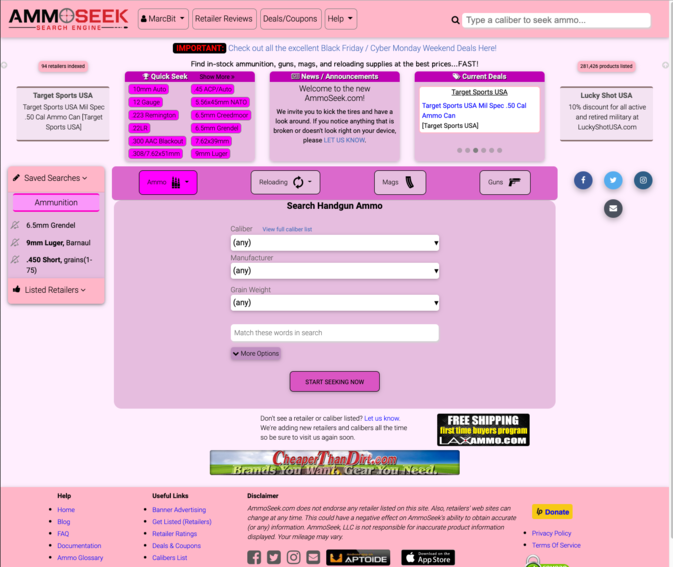 AMMOSEEK
SEARCH ENGINE
MarcBit
Retailer Reviews
Deals/Coupons
Help
Type a caliber to seek ammo...
IMPORTANT: Check out all the excellent Black Friday / Cyber Monday Weekend Deals Here!
Find in-stock ammunition, guns, mags, and reloading supplies at the best prices...FAST!
94 retailers indexed
281,426 products listed
Target Sports USA
Target Sports USA Mil Spec
.50 Cal Ammo Can [Target
Sports USA]
Quick Seek
Show More »
10mm Auto
.45 ACP/Auto
12 Gauge
5.56x45mm NATO
.223 Remington
6.5mm Creedmoor
.22LR
6.5mm Grendel
.300 AAC Blackout
7.62x39mm
.308/7.62x51mm
9mm Luger
News / Announcements
Welcome to the new
AmmoSeek.com!
We invite you to kick the tires and have a
look around. If you notice anything that is
broken or doesn't look right on your device,
please LET US KNOW.
Current Deals
Target Sports USA
Target Sports USA Mil Spec .50 Cal
Ammo Can
[Target Sports USA]
Lucky Shot USA
10% discount for all active
and retired military at
LuckyShotUSA.com
Saved Searches
Ammunition
6.5mm Grendel
9mm Luger, Barnaul
.450 Short, grains(1-
75)
Listed Retailers
Ammo
Reloading
Mags
Guns
Search Handgun Ammo
Caliber View full caliber list
(any)
Manufacturer
(any)
Grain Weight
(any)
Match these words in search
More Options
START SEEKING NOW
Don't see a retailer or caliber listed? Let us know.
We're adding new retailers and calibers all the time
so be sure to visit us again soon.
FREE SHIPPING
first time buyers program
LAXAMMO.COM
CheaperThanDirt.com
Brands You Want, Gear You Need.
Help
Home
Blog
FAQ
Documentation
Ammo Glossary
Useful Links
Banner Advertising
Get Listed (Retailers)
Retailer Ratings
Deals & Coupons
Calibers List
Disclaimer
AmmoSeek.com does not endorse any retailer listed on this site. Also, retailers' web sites can
change at any time. This could have a negative effect on AmmoSeek's ability to obtain accurate
(or any) information. AmmoSeek, LLC is not responsible for inaccurate product information
displayed. Your mileage may vary.
APTOIDE
Download on the
App Store
Donate
Privacy Policy
Terms Of Service